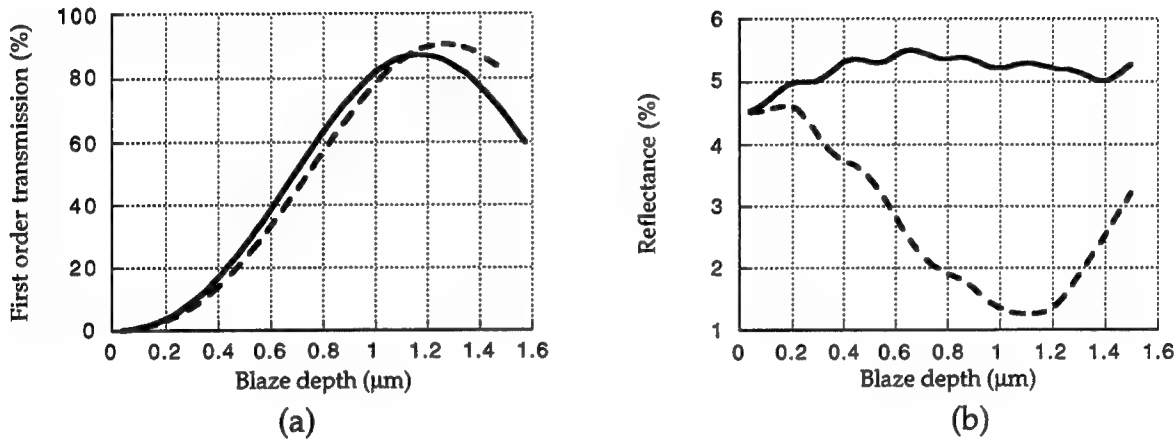 First order transmission (%)
100
80
60
40
20
0
0 0.2 0.4 0.6 0.8 1 1.2 1.4 1.6
Blaze depth (μm)
(a)
Reflectance (%)
6
5
4
3
2
1
0 0.2 0.4 0.6 0.8 1 1.2 1.4 1.6
Blaze depth (μm)
(b)